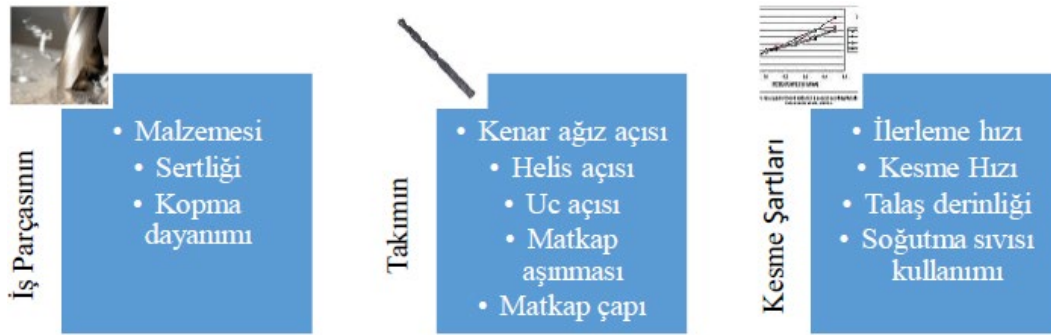 İş Parçasının
• Malzemesi
• Sertliği
• Kopma
dayanımı
Takımın
• Kenar ağız açısı
• Helis açısı
• Uc açısı
• Matkap
aşınması
• Matkap çapı
Kesme Şartları
• İlerleme hızı
• Kesme Hızı
• Talaş derinliği
• Soğutma sıvısı
kullanımı